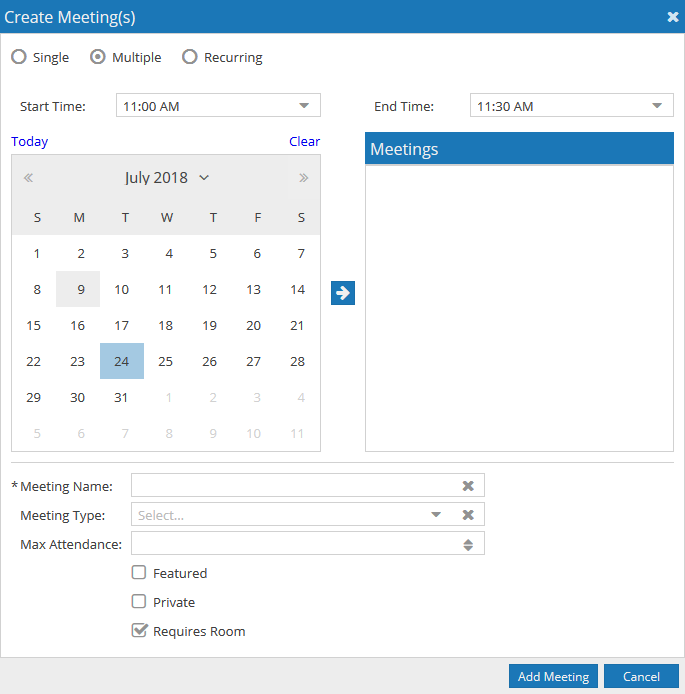 Create Meeting(s)
Single Multiple Recurring
Start Time: 11:00 AM End Time: 11:30 AM
Today Clear
Meetings
« July 2018 »
S M T W T F S
1 2 3 4 5 6 7
8 9 10 11 12 13 14
15 16 17 18 19 20 21
22 23 24 25 26 27 28
29 30 31 1 2 3 4
5 6 7 8 9 10 11
* Meeting Name:
Meeting Type: Select...
Max Attendance:
Featured
Private
Requires Room
Add Meeting Cancel